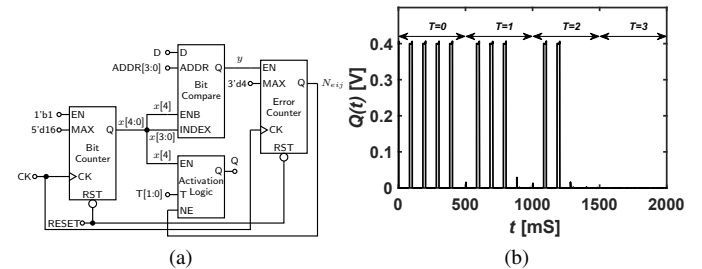 D
D
ADDR[3:0]
ADDR
Q
Bit
Compare
ENB
INDEX
y
x[4]
x[3:0]
x[4:0]
1'b1
EN
5'd16
MAX
Q
Bit
Counter
CK
CK
RST
RESET
x[4]
EN
Q
Q
Activation
Logic
T[1:0]
T
NE
3'd4
EN
MAX
Q
Error
Counter
CK
RST
N_{eij}
(a)
Q(t) [V]
0.4
0.3
0.2
0.1
0
T=0
T=1
T=2
T=3
0
500
1000
1500
2000
t [mS]
(b)